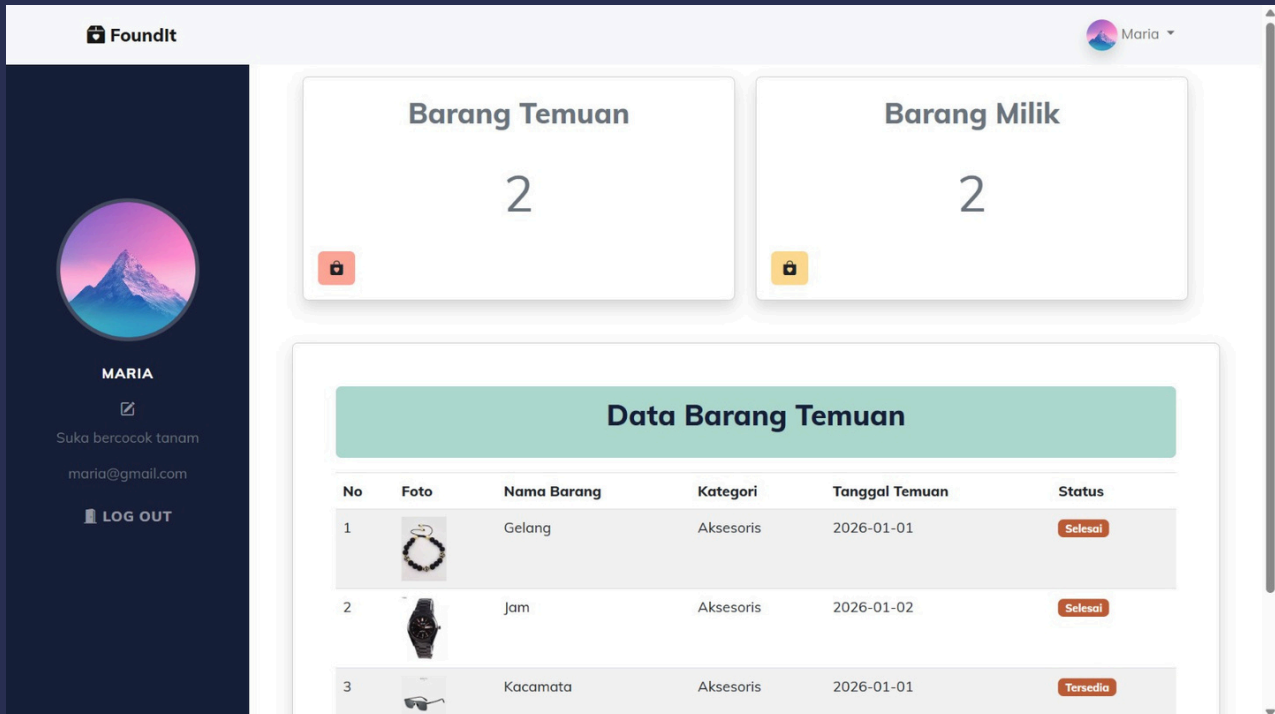 FoundIt
Maria
MARIA
Suka bercocok tanam
maria@gmail.com
LOG OUT
Barang Temuan
2
Barang Milik
2
Data Barang Temuan
No Foto Nama Barang Kategori Tanggal Temuan Status
1 Gelang Aksesoris 2026-01-01 Selesai
2 Jam Aksesoris 2026-01-02 Selesai
3 Kacamata Aksesoris 2026-01-01 Tersedia